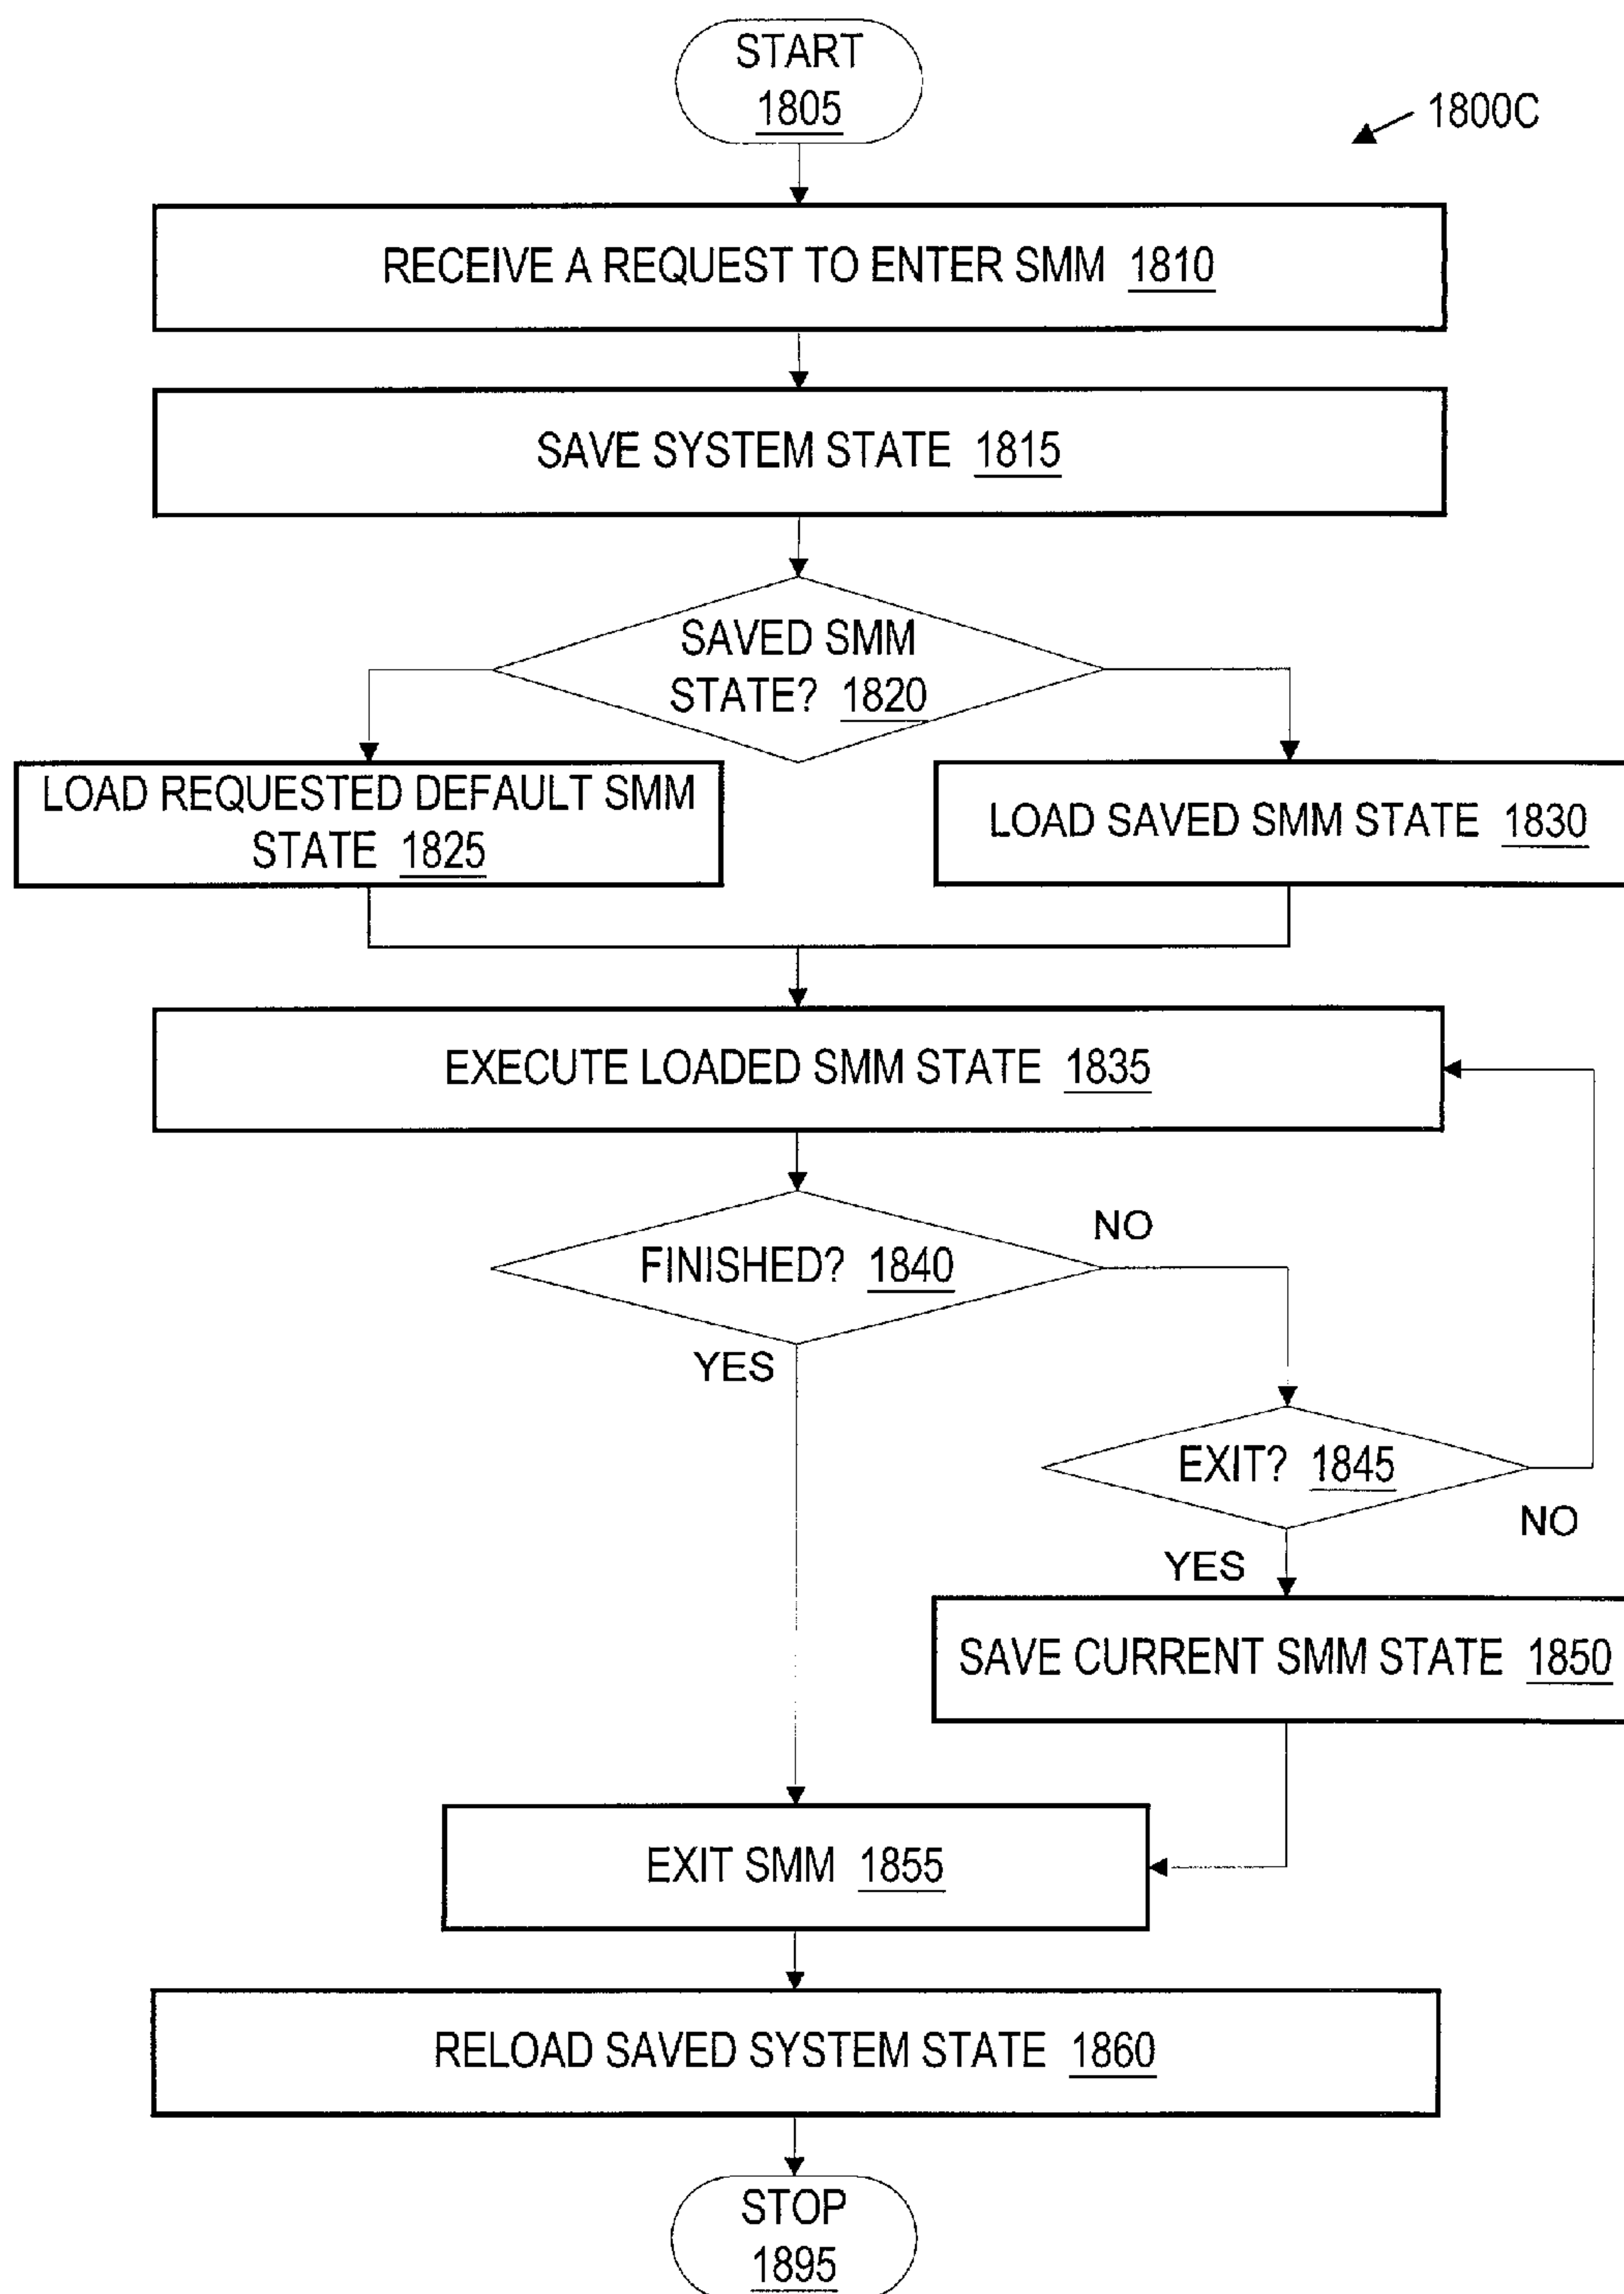 START
1805
1800C
RECEIVE A REQUEST TO ENTER SMM 1810
SAVE SYSTEM STATE 1815
SAVED SMM
STATE? 1820
LOAD REQUESTED DEFAULT SMM
STATE 1825
LOAD SAVED SMM STATE 1830
EXECUTE LOADED SMM STATE 1835
FINISHED? 1840
NO
YES
EXIT? 1845
NO
YES
SAVE CURRENT SMM STATE 1850
EXIT SMM 1855
RELOAD SAVED SYSTEM STATE 1860
STOP
1895